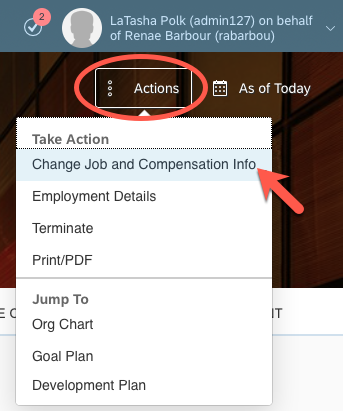 2
LaTasha Polk (admin127) on behalf
of Renae Barbour (rabarbou)
Actions
As of Today
Take Action
Change Job and Compensation Info
Employment Details
Terminate
Print/PDF
Jump To
Org Chart
Goal Plan
Development Plan